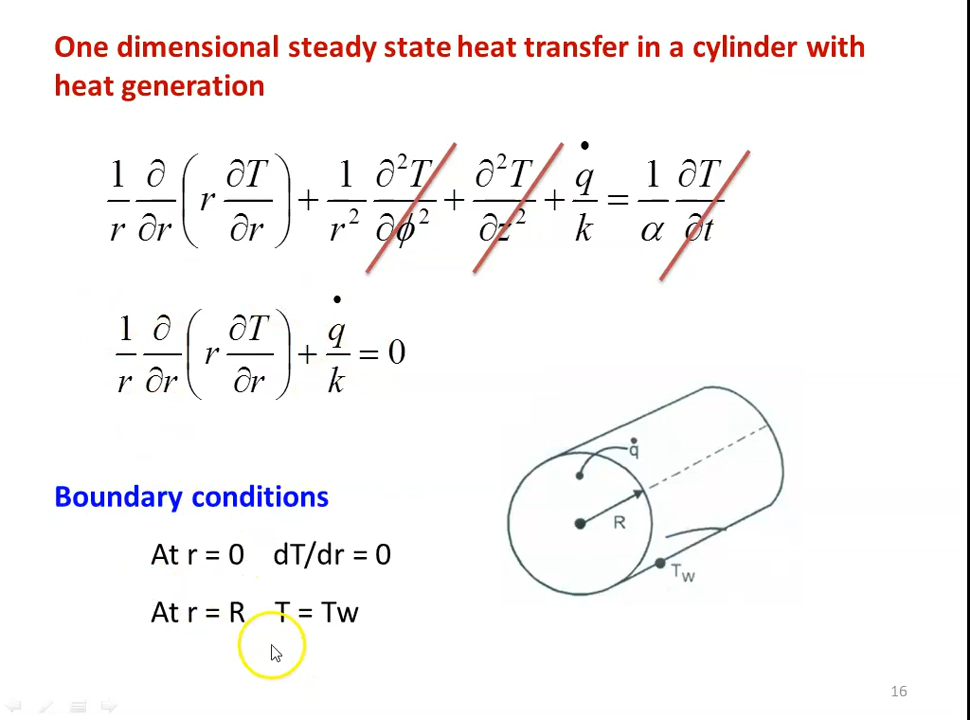 One dimensional steady state heat transfer in a cylinder with
heat generation
1/r ∂/∂r ( r ∂T/∂r ) + 1/r² ∂²T/∂ϕ² + ∂²T/∂z² + q̇/k = 1/α ∂T/∂t
1/r ∂/∂r ( r ∂T/∂r ) + q̇/k = 0
q̇
R
Tw
Boundary conditions
At r = 0 dT/dr = 0
At r = R T = Tw
16